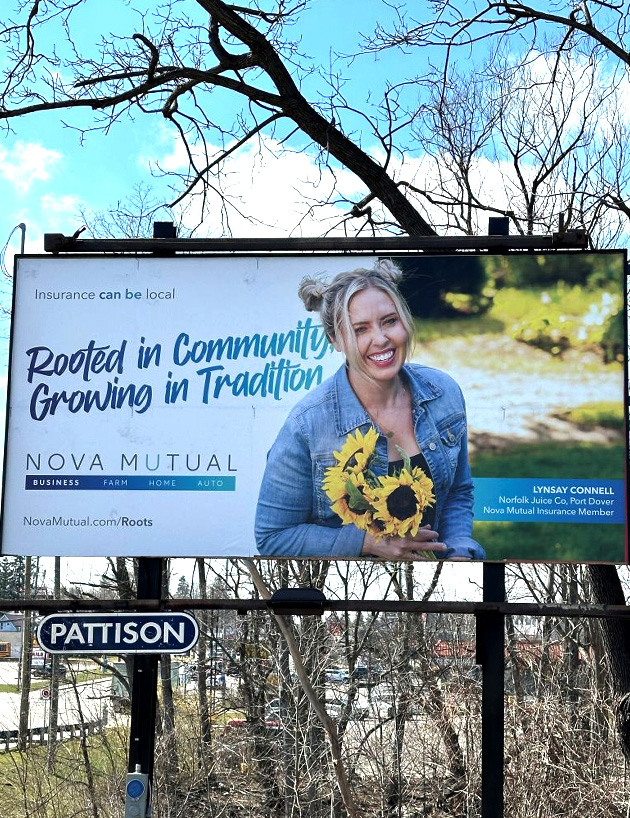 Insurance can be local
Rooted in Community,
Growing in Tradition
NOVA MUTUAL
BUSINESS FARM HOME AUTO
NovaMutual.com/Roots
LYNSAY CONNELL
Norfolk Juice Co, Port Dover
Nova Mutual Insurance Member
PATTISON